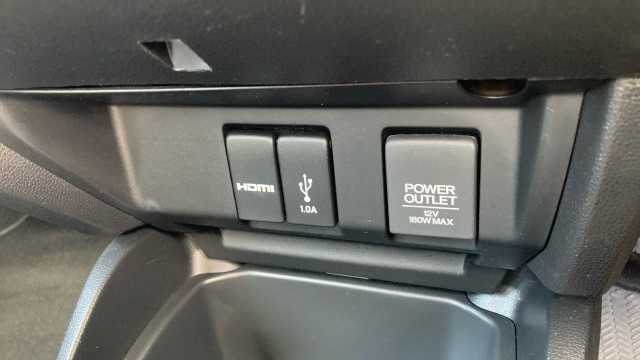 HDMI
1.0A
POWER
OUTLET
12V
180W MAX